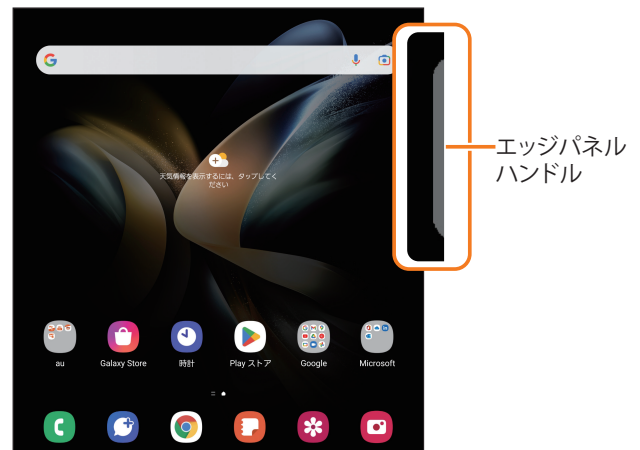 天気情報を表示するには、タップしてく
ださい
エッジパネル
ハンドル
au
Galaxy Store
時計
Play ストア
Google
Microsoft